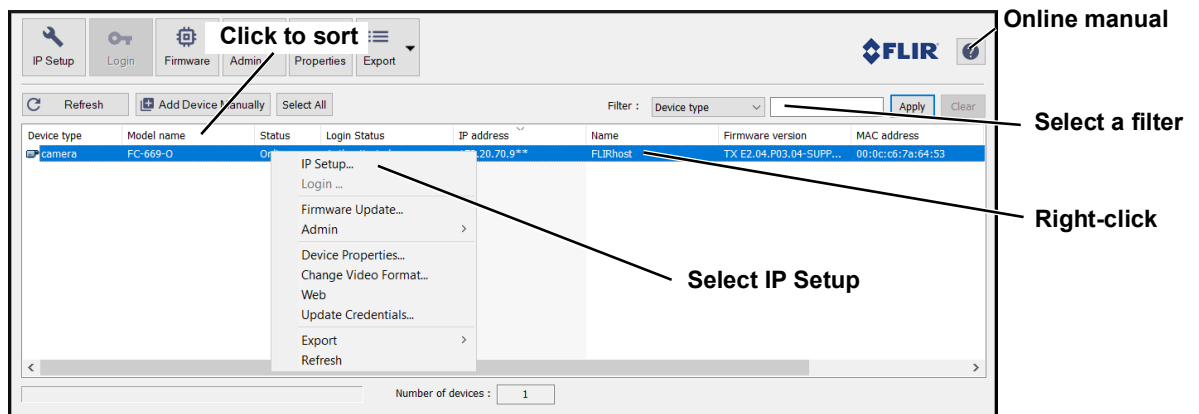 Online manual
Click to sort
IP Setup
Login
Firmware
Admin
Properties
Export
FLIR
Refresh
Add Device Manually
Select All
Filter :
Device type
Apply
Clear
Select a filter
Device type
Model name
Status
Login Status
IP address
Name
Firmware version
MAC address
camera
FC-669-O
.20.70.9**
FLIRhost
TX E2.04.P03.04-SUPP...
00:0c:c6:7a:64:53
IP Setup...
Login ...
Firmware Update...
Admin
Device Properties...
Change Video Format...
Web
Update Credentials...
Export
Refresh
Right-click
Select IP Setup
Number of devices :
1